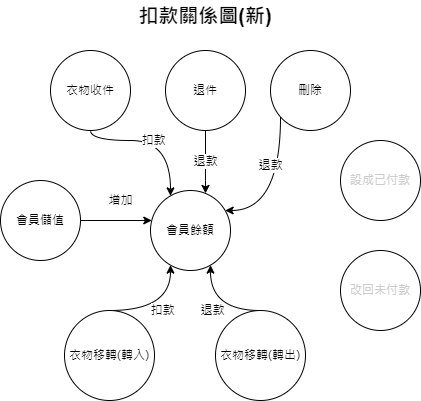 扣款關係圖(新)
衣物收件
退件
刪除
扣款
退款
退款
設成已付款
增加
會員儲值
會員餘額
改回未付款
扣款
退款
衣物移轉(轉入)
衣物移轉(轉出)